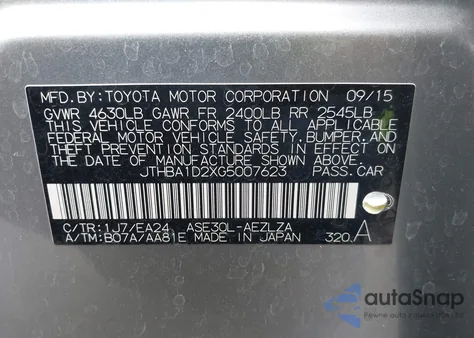 MFD. BY: TOYOTA MOTOR CORPORATION 09/15
GVWR 4630LB GAWR FR 2400LB RR 2545LB
THIS VEHICLE CONFORMS TO ALL APPLICABLE
FEDERAL MOTOR VEHICLE SAFETY, BUMPER, AND
THEFT PREVENTION STANDARDS IN EFFECT ON
THE DATE OF MANUFACTURE SHOWN ABOVE.
JTHBA1D2XG5007623 PASS.CAR
C/TR: 1J7/EA24 ASE30L-AEZLZA
A/TM: B07A/AA81E MADE IN JAPAN 320 A
autoSnap